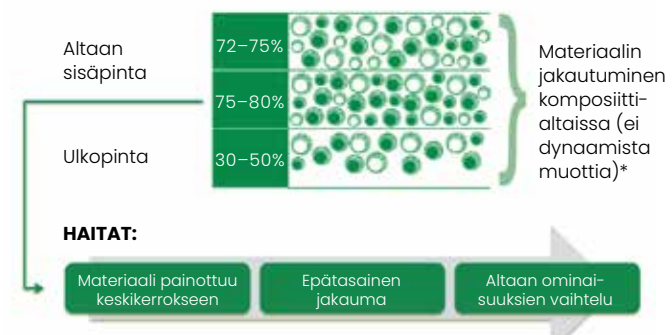 Altaan
sisäpinta
72–75%
75–80%
Ulkopinta
30–50%
Materiaalin
jakautuminen
komposiitti-
altaissa (ei
dynaamista
muottia)*
HAITAT:
Materiaali painottuu
keskikerrokseen
Epätasainen
jakauma
Altaan ominai-
suuksien vaihtelu